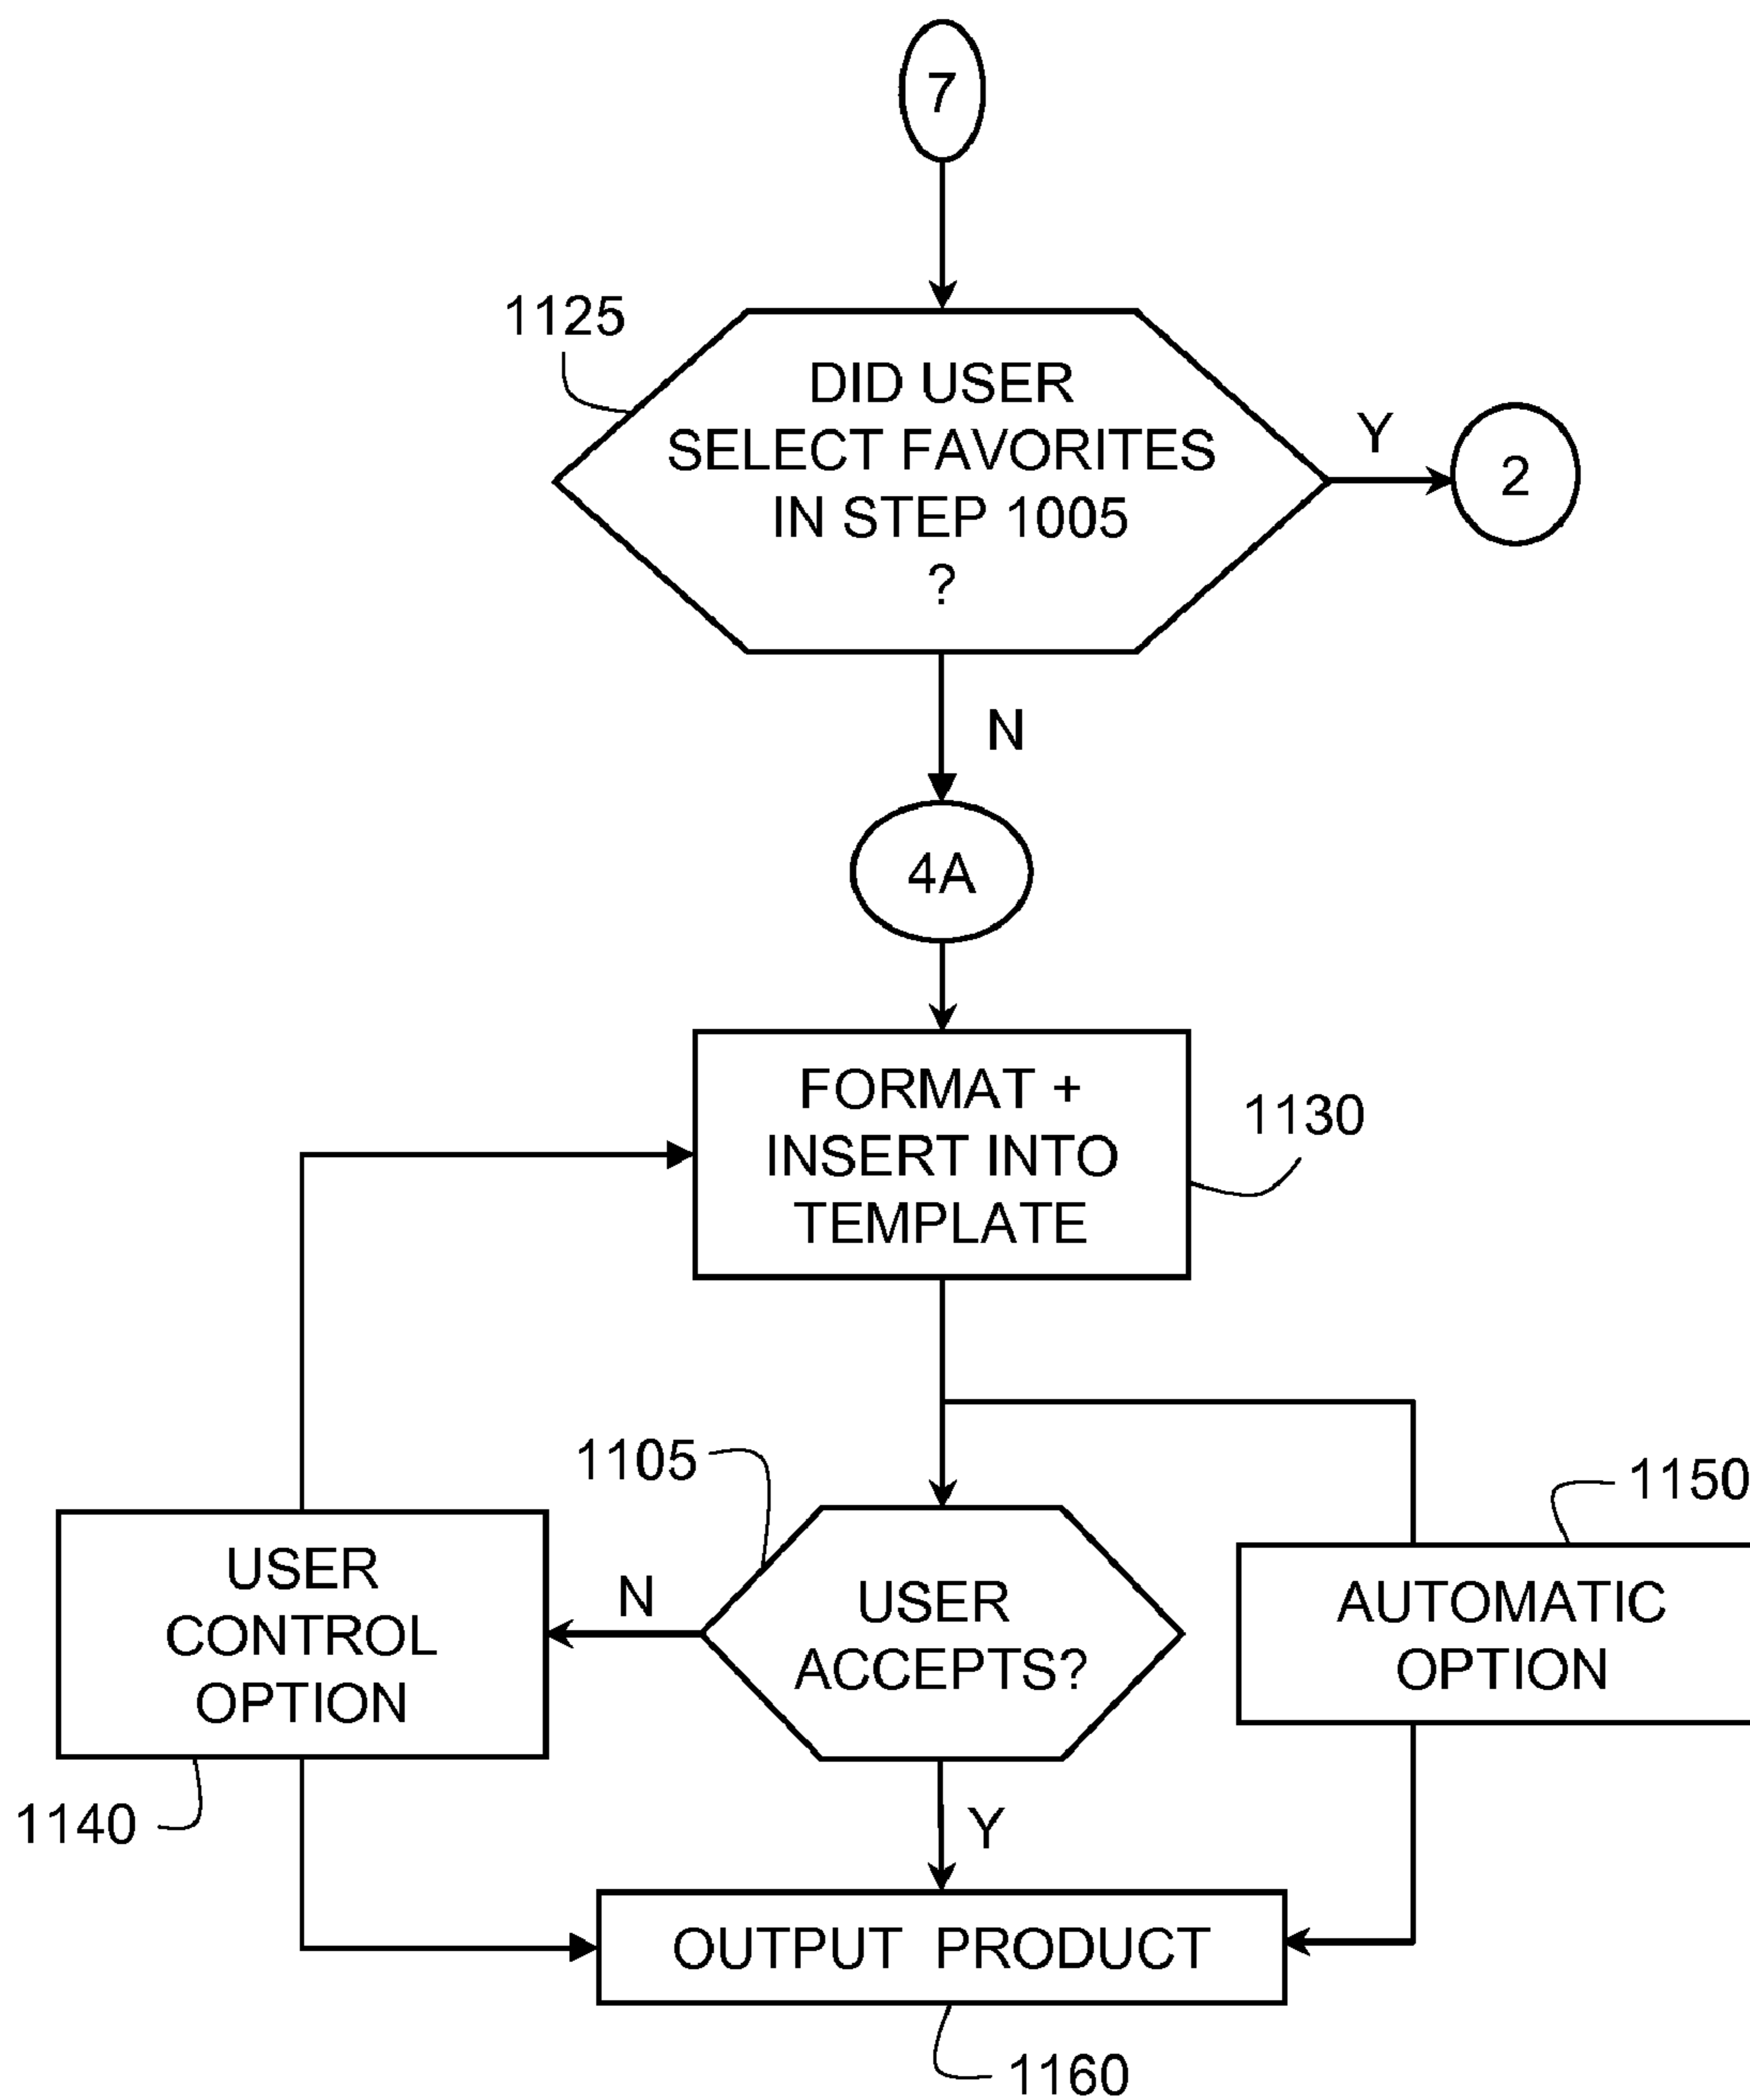 7
1125
DID USER
SELECT FAVORITES
IN STEP 1005
?
Y
2
N
4A
FORMAT +
INSERT INTO
TEMPLATE
1130
1105
1150
USER
CONTROL
OPTION
N
USER
ACCEPTS?
AUTOMATIC
OPTION
1140
Y
OUTPUT PRODUCT
1160